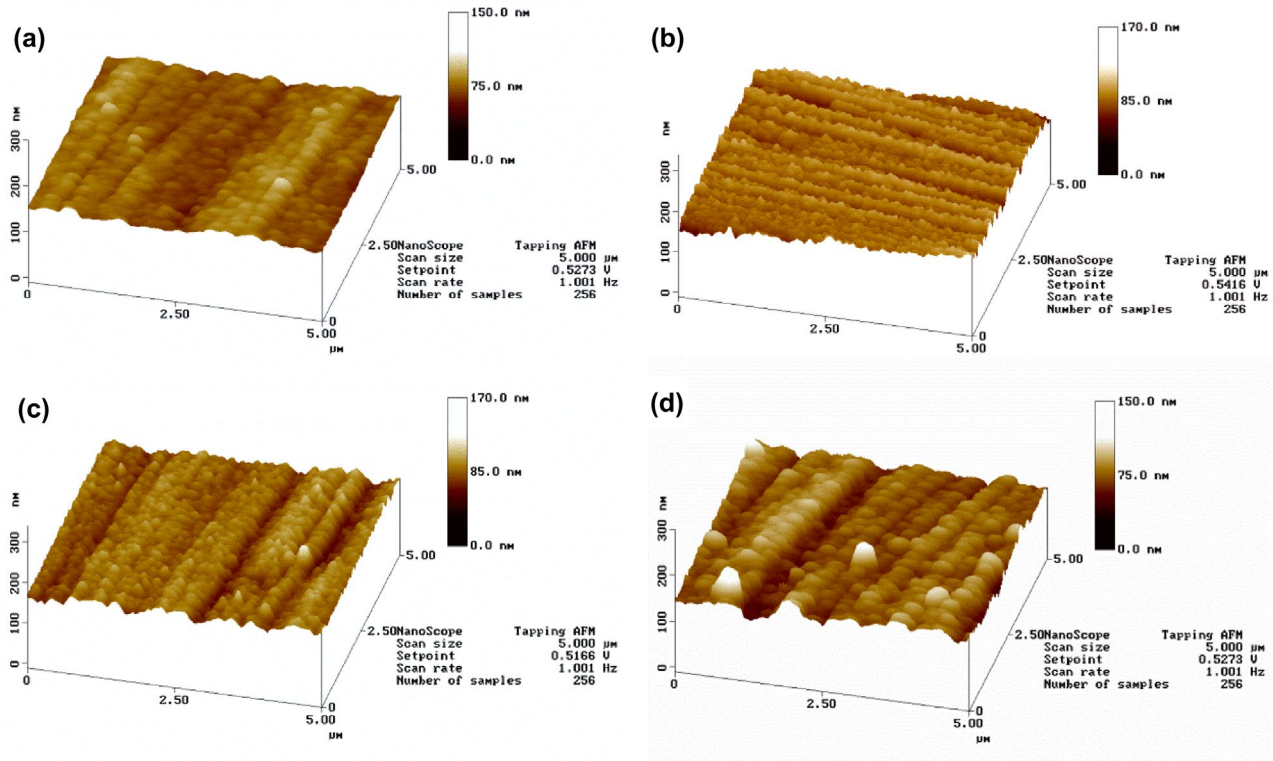 (a)
150.0 nm
75.0 nm
0.0 nm
nm
300
200
100
0
0
2.50
5.00
μm
0
2.50
5.00
NanoScope Tapping AFM
Scan size 5.000 μm
Setpoint 0.5273 V
Scan rate 1.001 Hz
Number of samples 256
(b)
170.0 nm
85.0 nm
0.0 nm
nm
300
200
100
0
0
2.50
5.00
0
2.50
5.00
NanoScope Tapping AFM
Scan size 5.000 μm
Setpoint 0.5416 V
Scan rate 1.001 Hz
Number of samples 256
(c)
170.0 nm
85.0 nm
0.0 nm
nm
300
200
100
0
0
2.50
5.00
μm
0
2.50
5.00
NanoScope Tapping AFM
Scan size 5.000 μm
Setpoint 0.5166 V
Scan rate 1.001 Hz
Number of samples 256
(d)
150.0 nm
75.0 nm
0.0 nm
nm
300
200
100
0
0
2.50
5.00
μm
0
2.50
5.00
NanoScope Tapping AFM
Scan size 5.000 μm
Setpoint 0.5273 V
Scan rate 1.001 Hz
Number of samples 256